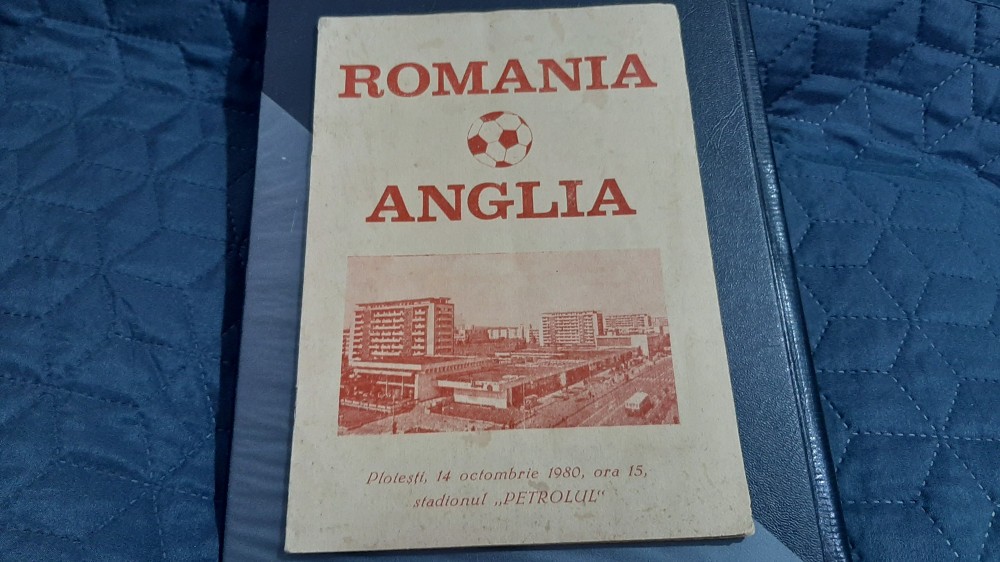 ROMANIA
ANGLIA
Ploiești, 14 octombrie 1980, ora 15,
stadionul „PETROLUL“